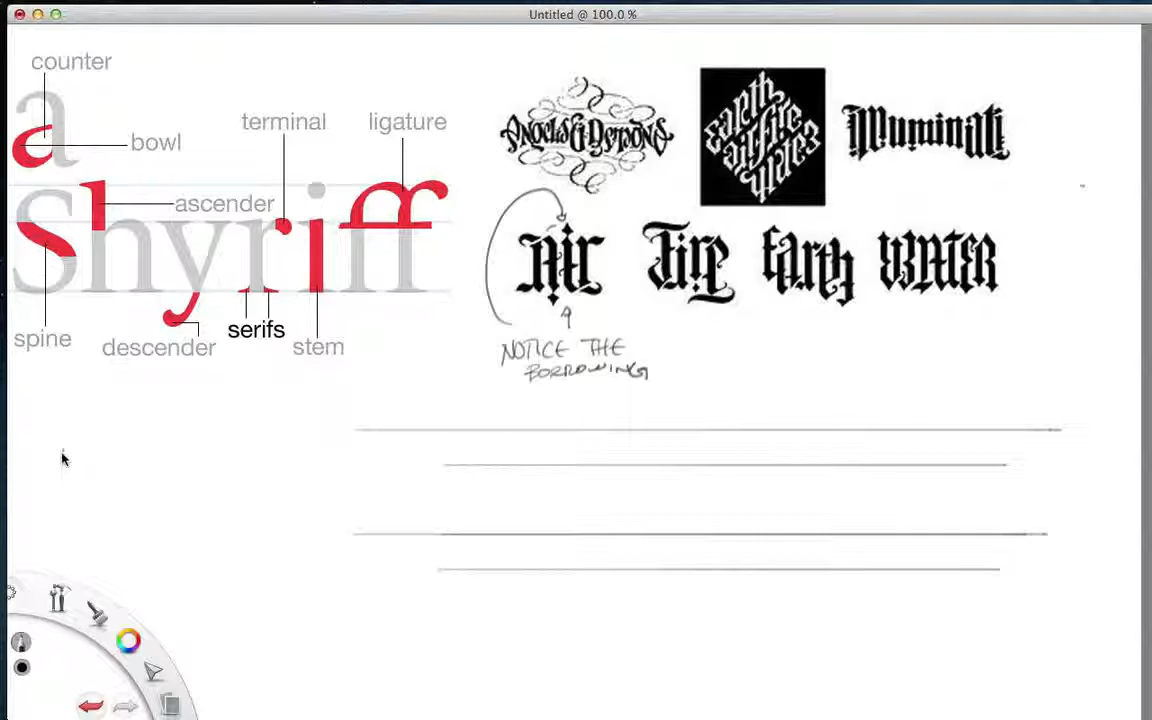 Untitled @ 100.0 %
counter
a
bowl
terminal
ligature
ascender
Shyriff
spine
descender
serifs
stem
Angels & Demons
earth
air fire
water
Illuminati
Air
Fire
Earth
WATER
NOTICE THE
BORROWING